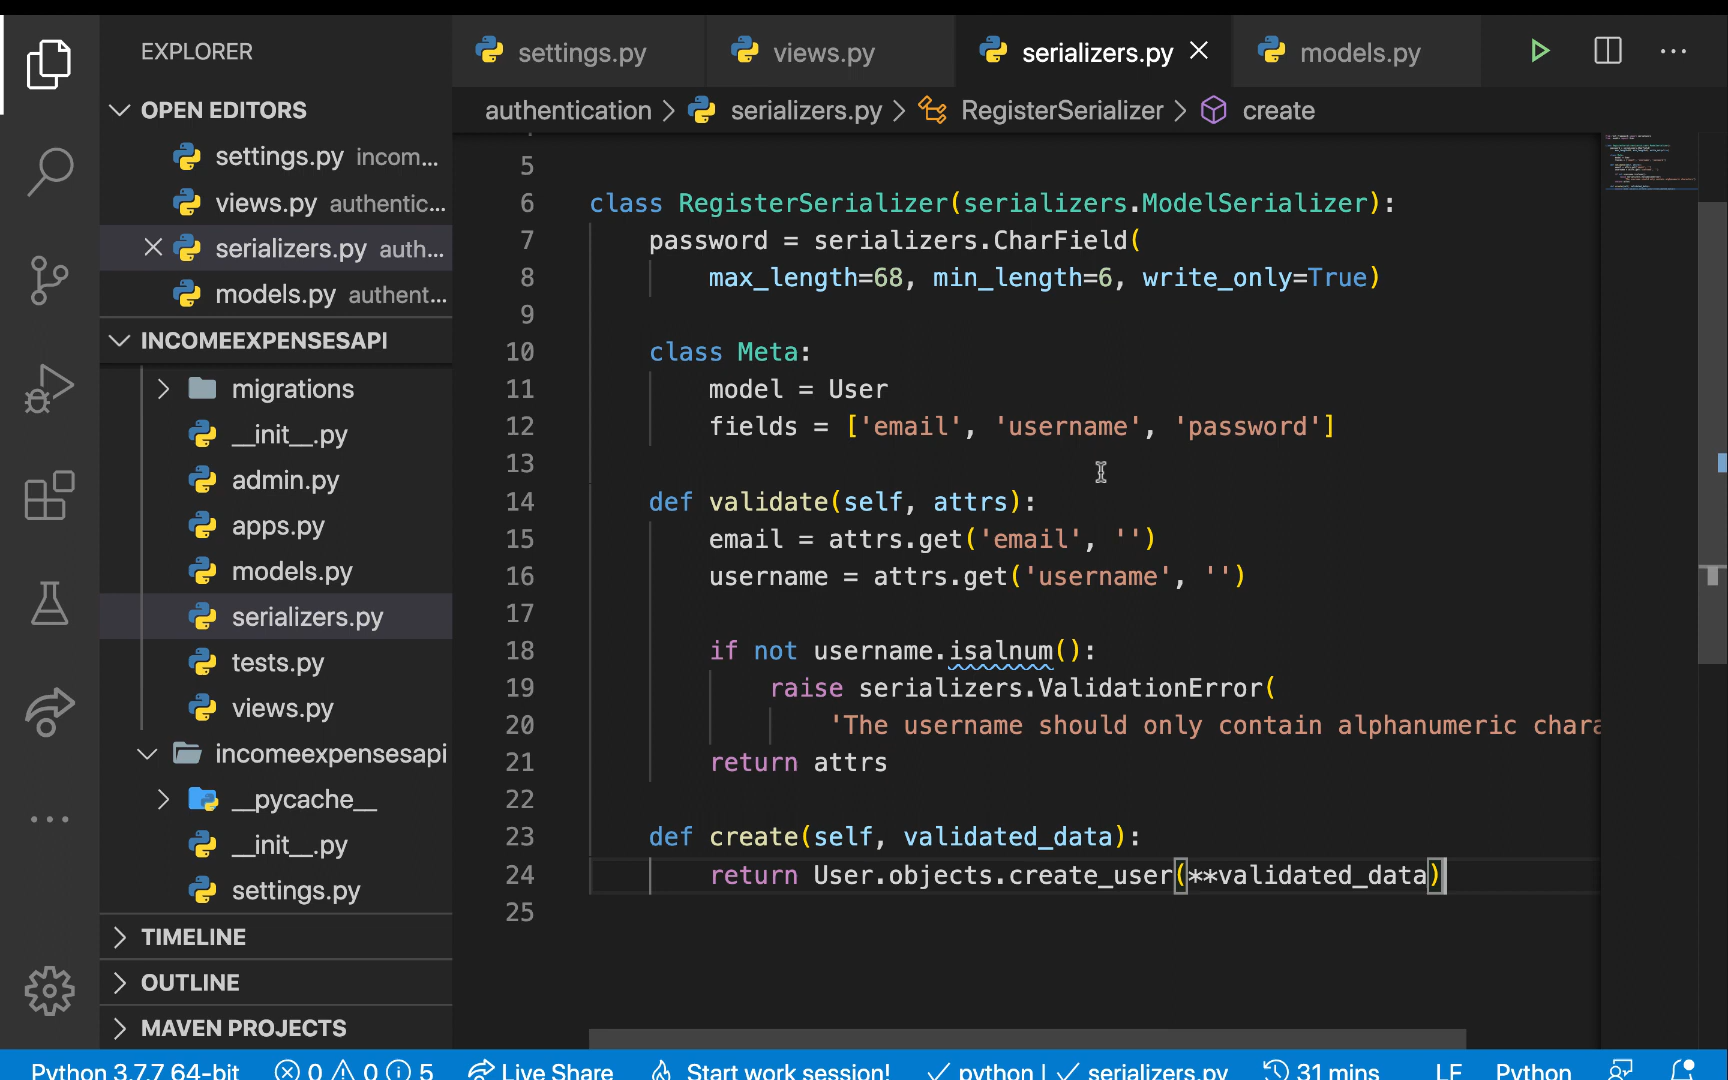 EXPLORER
OPEN EDITORS
settings.py incom...
views.py authentic...
serializers.py auth...
models.py authent...
INCOMEEXPENSESAPI
migrations
__init__.py
admin.py
apps.py
models.py
serializers.py
tests.py
views.py
incomeexpensesapi
__pycache__
__init__.py
settings.py
TIMELINE
OUTLINE
MAVEN PROJECTS
settings.py views.py serializers.py models.py
authentication > serializers.py > RegisterSerializer > create
5
6 class RegisterSerializer(serializers.ModelSerializer):
7 password = serializers.CharField(
8 max_length=68, min_length=6, write_only=True)
9
10 class Meta:
11 model = User
12 fields = ['email', 'username', 'password']
13
14 def validate(self, attrs):
15 email = attrs.get('email', '')
16 username = attrs.get('username', '')
17
18 if not username.isalnum():
19 raise serializers.ValidationError(
20 'The username should only contain alphanumeric chara
21 return attrs
22
23 def create(self, validated_data):
24 return User.objects.create_user(**validated_data)
25
Python 3.7.7 64-bit 0 0 5 Live Share Start work session! python | serializers.py 31 mins LF Python